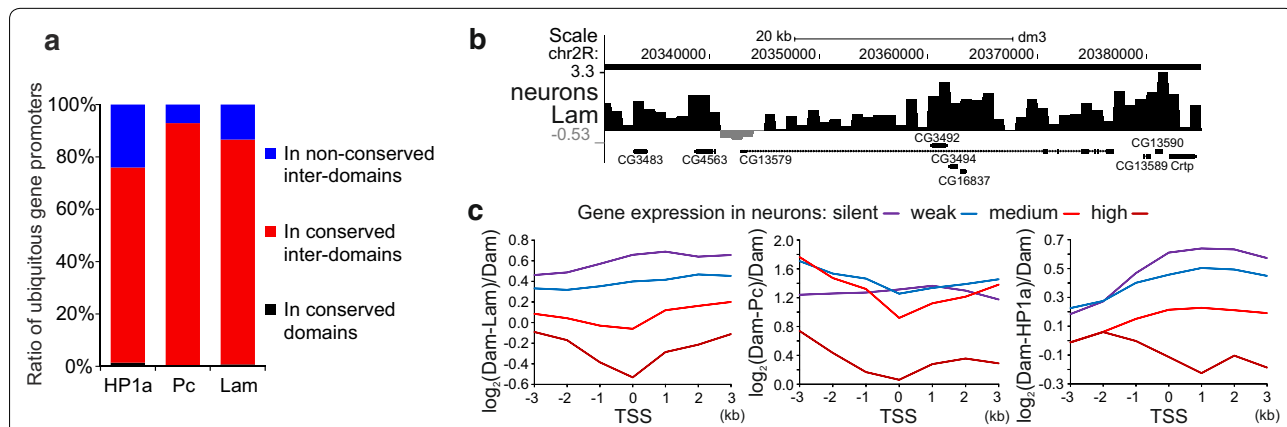 a
Ratio of ubiquitous gene promoters
100%
80%
60%
40%
20%
0%
HP1a Pc Lam
In non-conserved
inter-domains
In conserved
inter-domains
In conserved
domains
b
Scale
20 kb
dm3
chr2R:
20340000
20350000
20360000
20370000
20380000
3.3
neurons
Lam
-0.53
CG3483
CG4563
CG13579
CG3492
CG3494
CG16837
CG13590
CG13589
Crtp
c
Gene expression in neurons: silent weak medium high
log2(Dam-Lam)/Dam
0.8
0.6
0.4
0.2
0.0
-0.2
-0.4
-0.6
-3 -2 -1 0 1 2 3
TSS (kb)
log2(Dam-Pc)/Dam
2.0
1.6
1.2
0.8
0.4
0.0
-3 -2 -1 0 1 2 3
TSS (kb)
log2(Dam-HP1a)/Dam
0.7
0.5
0.3
0.1
-0.1
-0.3
-3 -2 -1 0 1 2 3
TSS (kb)